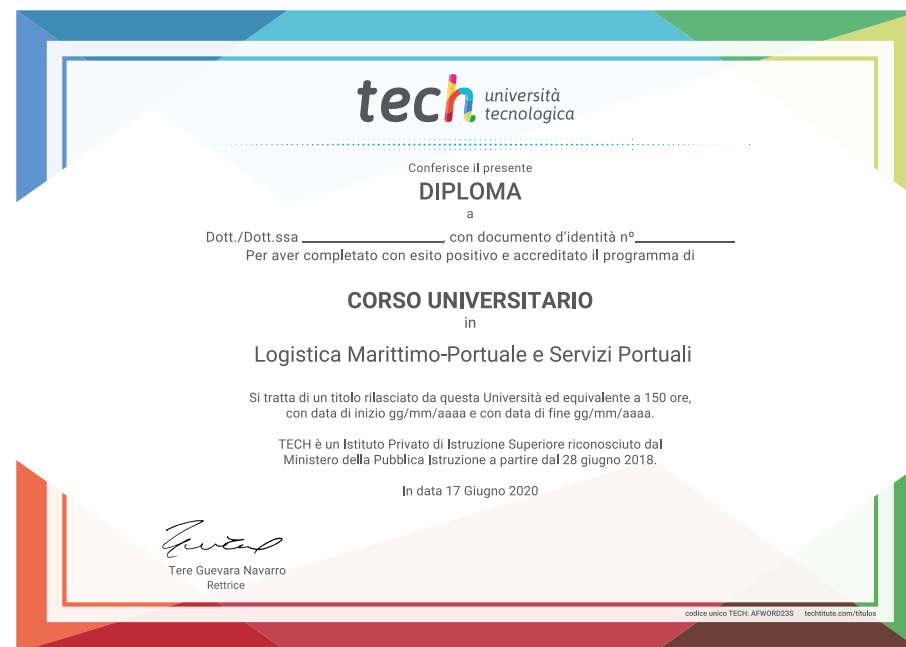 tech università
tecnologica
Conferisce il presente
DIPLOMA
a
Dott./Dott.ssa ____________________, con documento d'identità nº______________
Per aver completato con esito positivo e accreditato il programma di
CORSO UNIVERSITARIO
in
Logistica Marittimo-Portuale e Servizi Portuali
Si tratta di un titolo rilasciato da questa Università ed equivalente a 150 ore,
con data di inizio gg/mm/aaaa e con data di fine gg/mm/aaaa.
TECH è un Istituto Privato di Istruzione Superiore riconosciuto dal
Ministero della Pubblica Istruzione a partire dal 28 giugno 2018.
In data 17 Giugno 2020
Tere Guevara Navarro
Rettrice
codice unico TECH: AFWORD23S techtitute.com/titulos